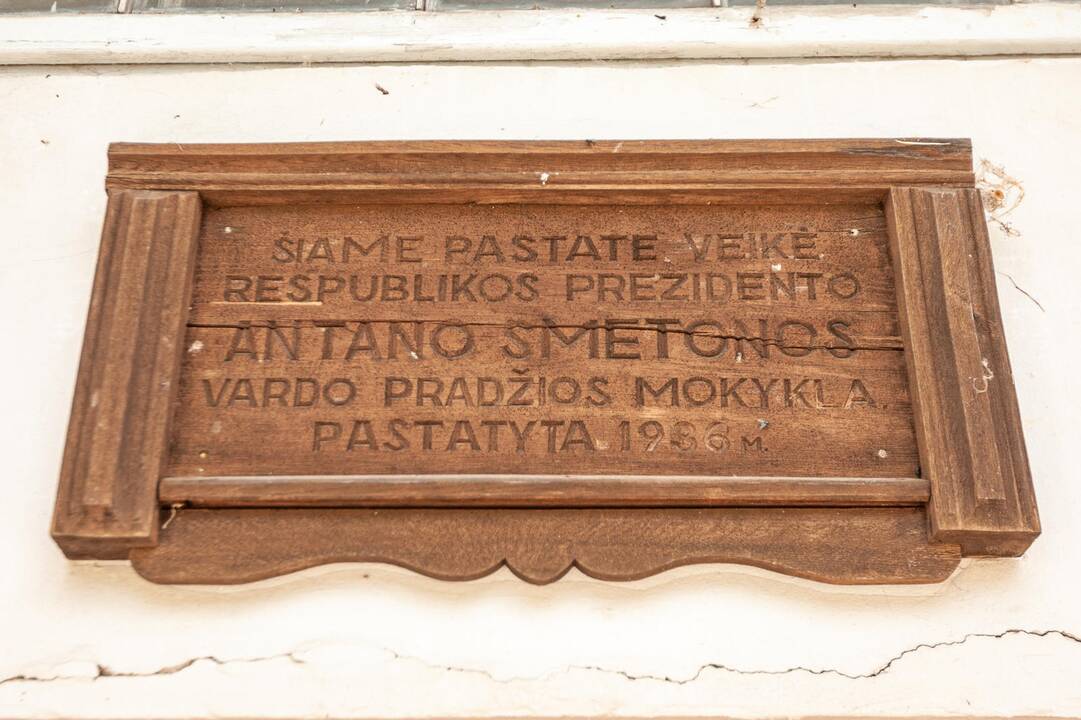 ŠIAME PASTATE VEIKĖ
RESPUBLIKOS PREZIDENTO
ANTANO SMETONOS
VARDO PRADŽIOS MOKYKLA.
PASTATYTA 1936 M.